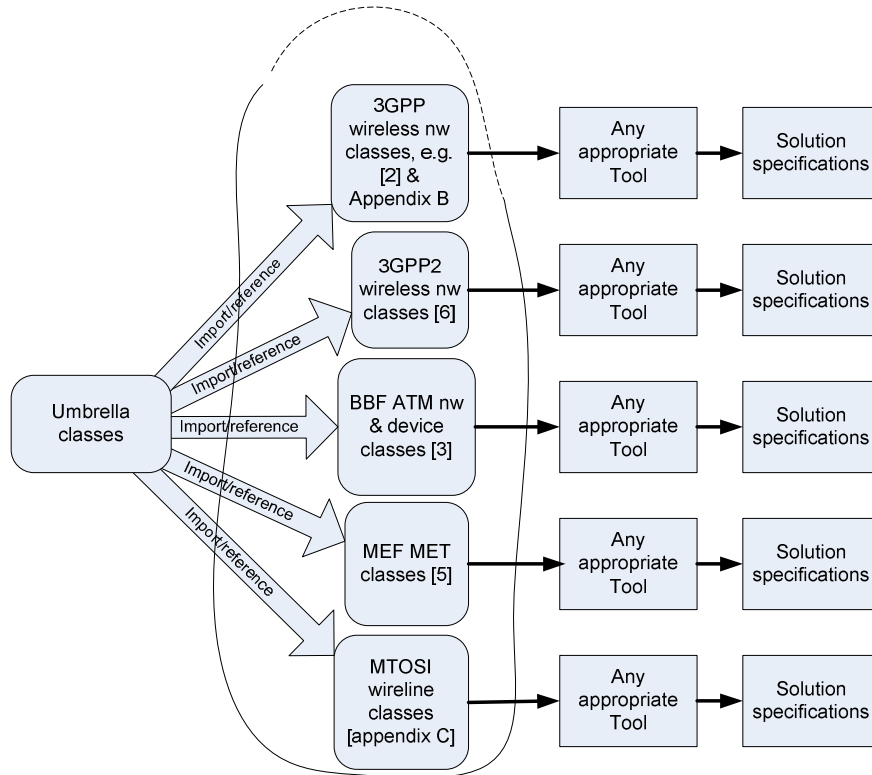 3GPP
wireless nw
classes, e.g.
[2] &
Appendix B
Any
appropriate
Tool
Solution
specifications
Import/reference
3GPP2
wireless nw
classes [6]
Any
appropriate
Tool
Solution
specifications
Import/reference
Umbrella
classes
Import/reference
BBF ATM nw
& device
classes [3]
Any
appropriate
Tool
Solution
specifications
Import/reference
MEF MET
classes [5]
Any
appropriate
Tool
Solution
specifications
Import/reference
MTOSI
wireline
classes
[appendix C]
Any
appropriate
Tool
Solution
specifications